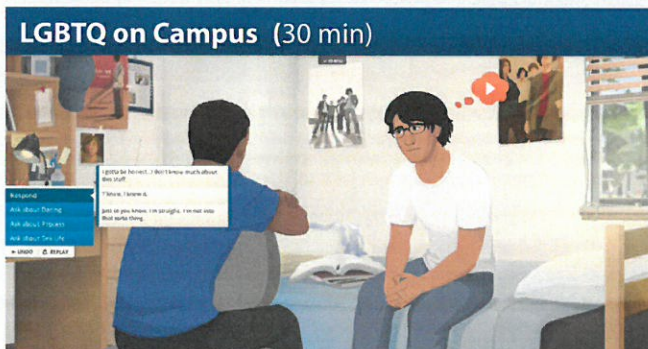 LGBTQ on Campus (30 min)
I gotta be honest...I don't know much about
this stuff.
"I knew, I knew it.
Just so you know, I'm straight. I'm not into
that sorta thing.
Respond
Ask about Dating
Ask about Parents
Ask about Sex Life
UNDO
REPLAY